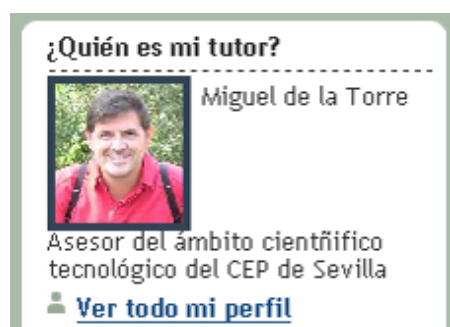 ¿Quién es mi tutor?
Miguel de la Torre
Asesor del ámbito cientñifico
tecnológico del CEP de Sevilla
Ver todo mi perfil